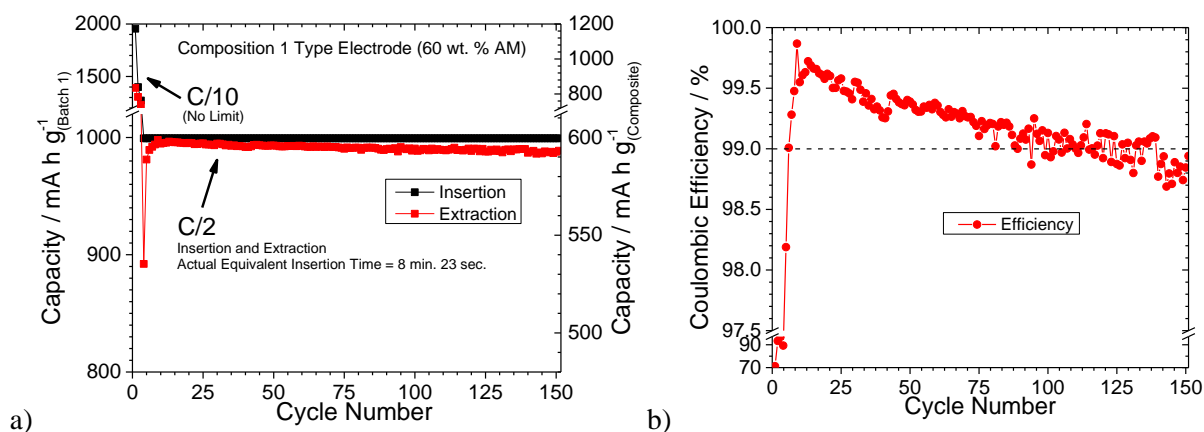 Composition 1 Type Electrode (60 wt. % AM)
C/10
(No Limit)
C/2
Insertion and Extraction
Actual Equivalent Insertion Time = 8 min. 23 sec.
Insertion
Extraction
2000
1500
1000
900
800
Capacity / mA h g⁻¹(Batch 1)
1200
1000
800
600
550
500
Capacity / mA h g⁻¹(Composite)
0 25 50 75 100 125 150
Cycle Number
a)
100.0
99.5
99.0
98.5
98.0
97.5
90
80
70
Coulombic Efficiency / %
Efficiency
0 25 50 75 100 125 150
Cycle Number
b)